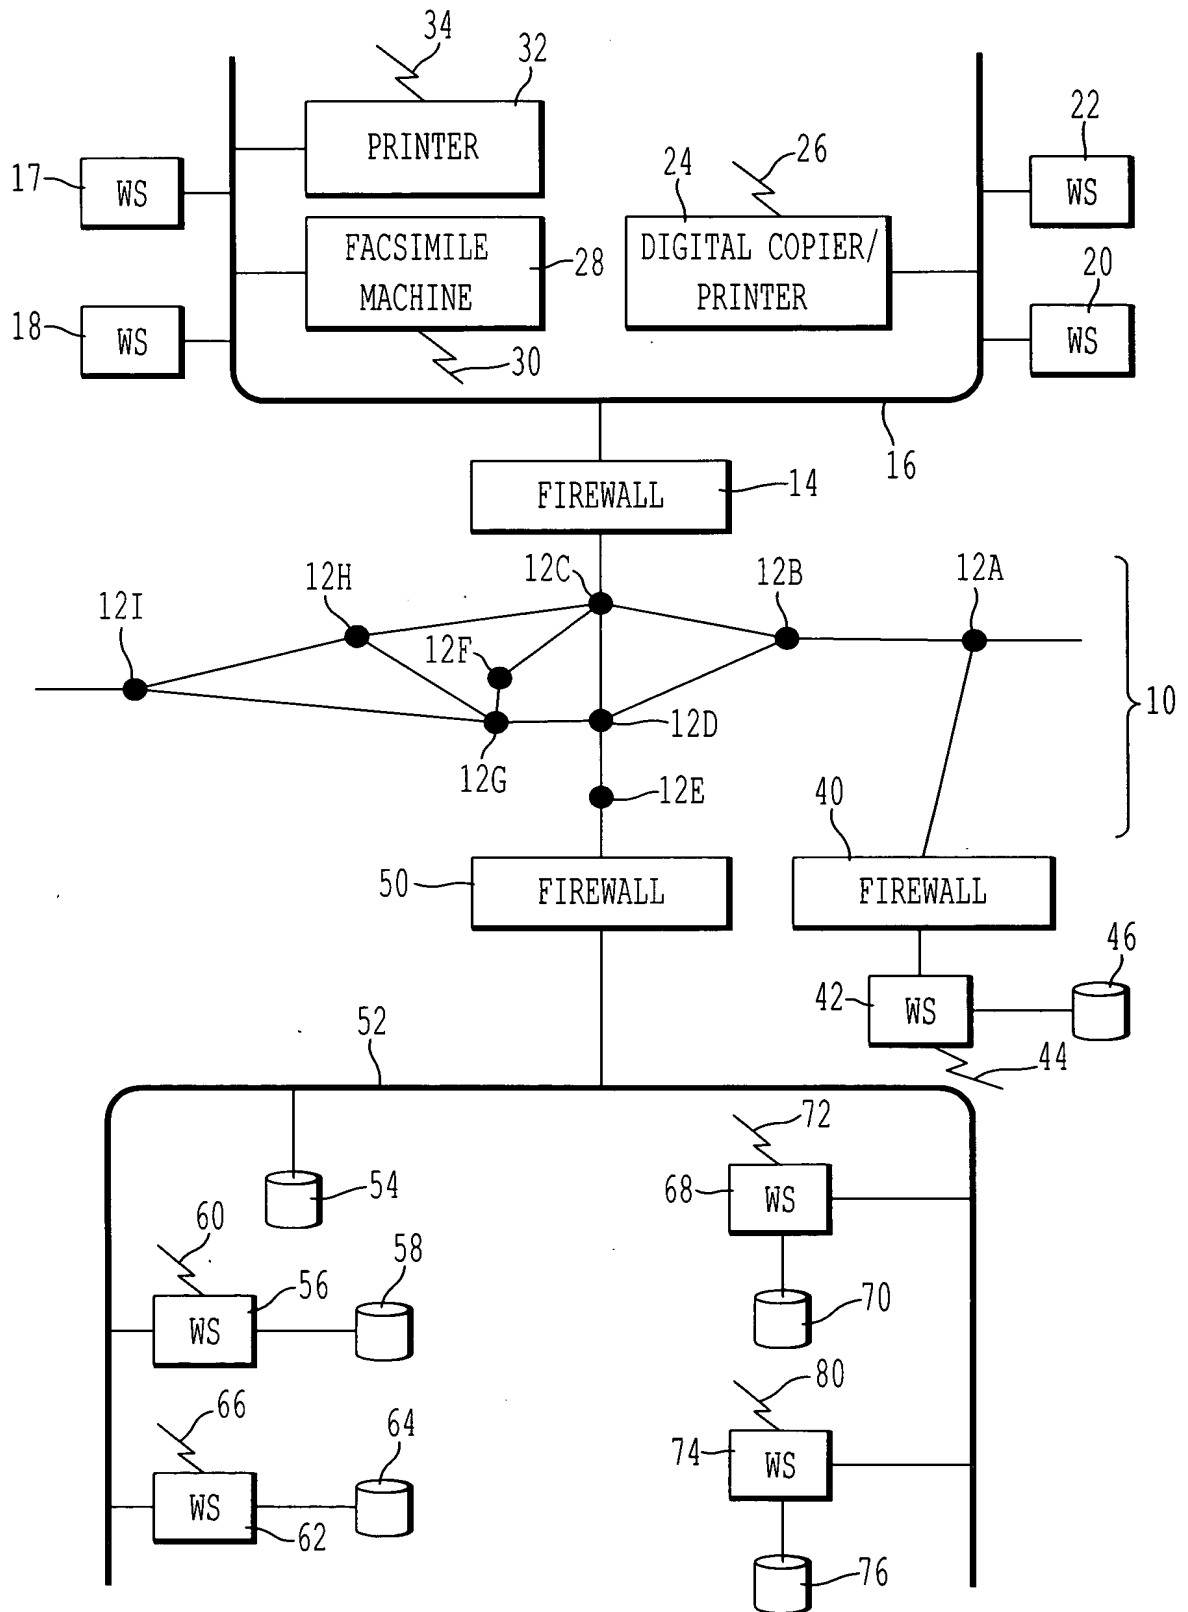 34
32
PRINTER
17
WS
22
WS
26
24
DIGITAL COPIER/
PRINTER
FACSIMILE
MACHINE
28
20
WS
18
WS
30
16
FIREWALL
14
12C
12B
12A
12H
12I
12F
10
12D
12G
12E
40
50
FIREWALL
FIREWALL
46
42
WS
44
52
72
54
68
WS
60
58
56
WS
70
66
64
80
74
WS
WS
62
76